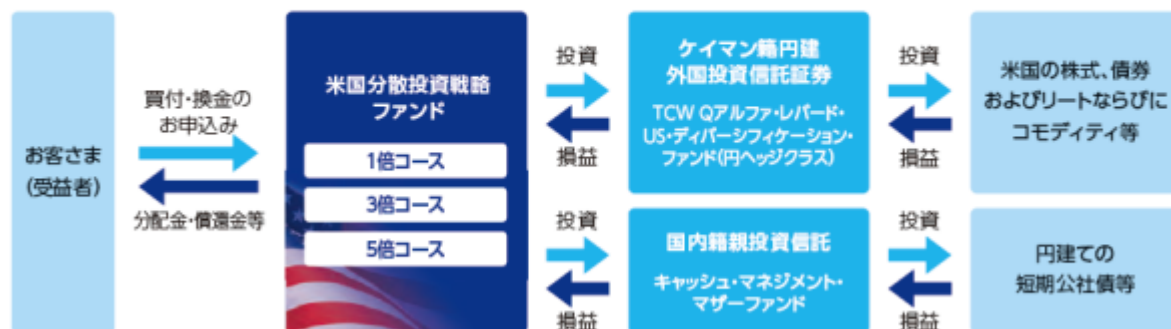 お客さま
(受益者)
買付・換金の
お申込み
分配金・償還金等
米国分散投資戦略
ファンド
1倍コース
3倍コース
5倍コース
投資
損益
ケイマン籍円建
外国投資信託証券
TCW Qアルファ・レバード・
US・ディバーシフィケーション・
ファンド(円ヘッジクラス)
投資
損益
米国の株式、債券
およびリートならびに
コモディティ等
投資
損益
国内籍親投資信託
キャッシュ・マネジメント・
マザーファンド
投資
損益
円建ての
短期公社債等